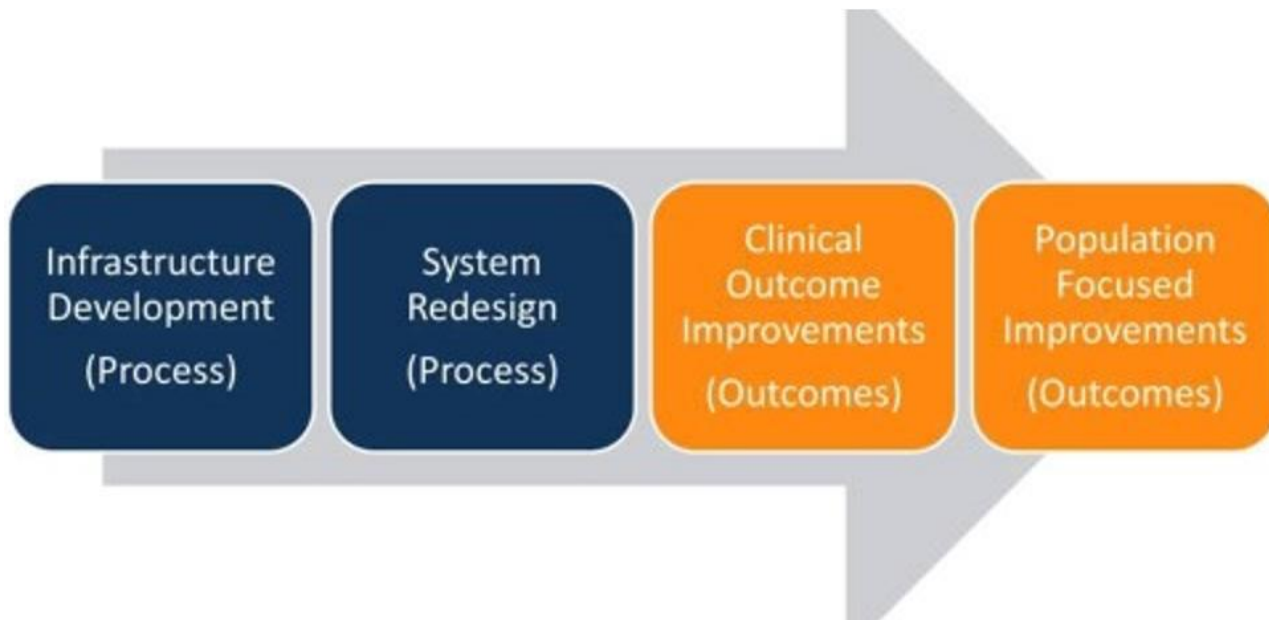 Infrastructure
Development
(Process)
System
Redesign
(Process)
Clinical
Outcome
Improvements
(Outcomes)
Population
Focused
Improvements
(Outcomes)